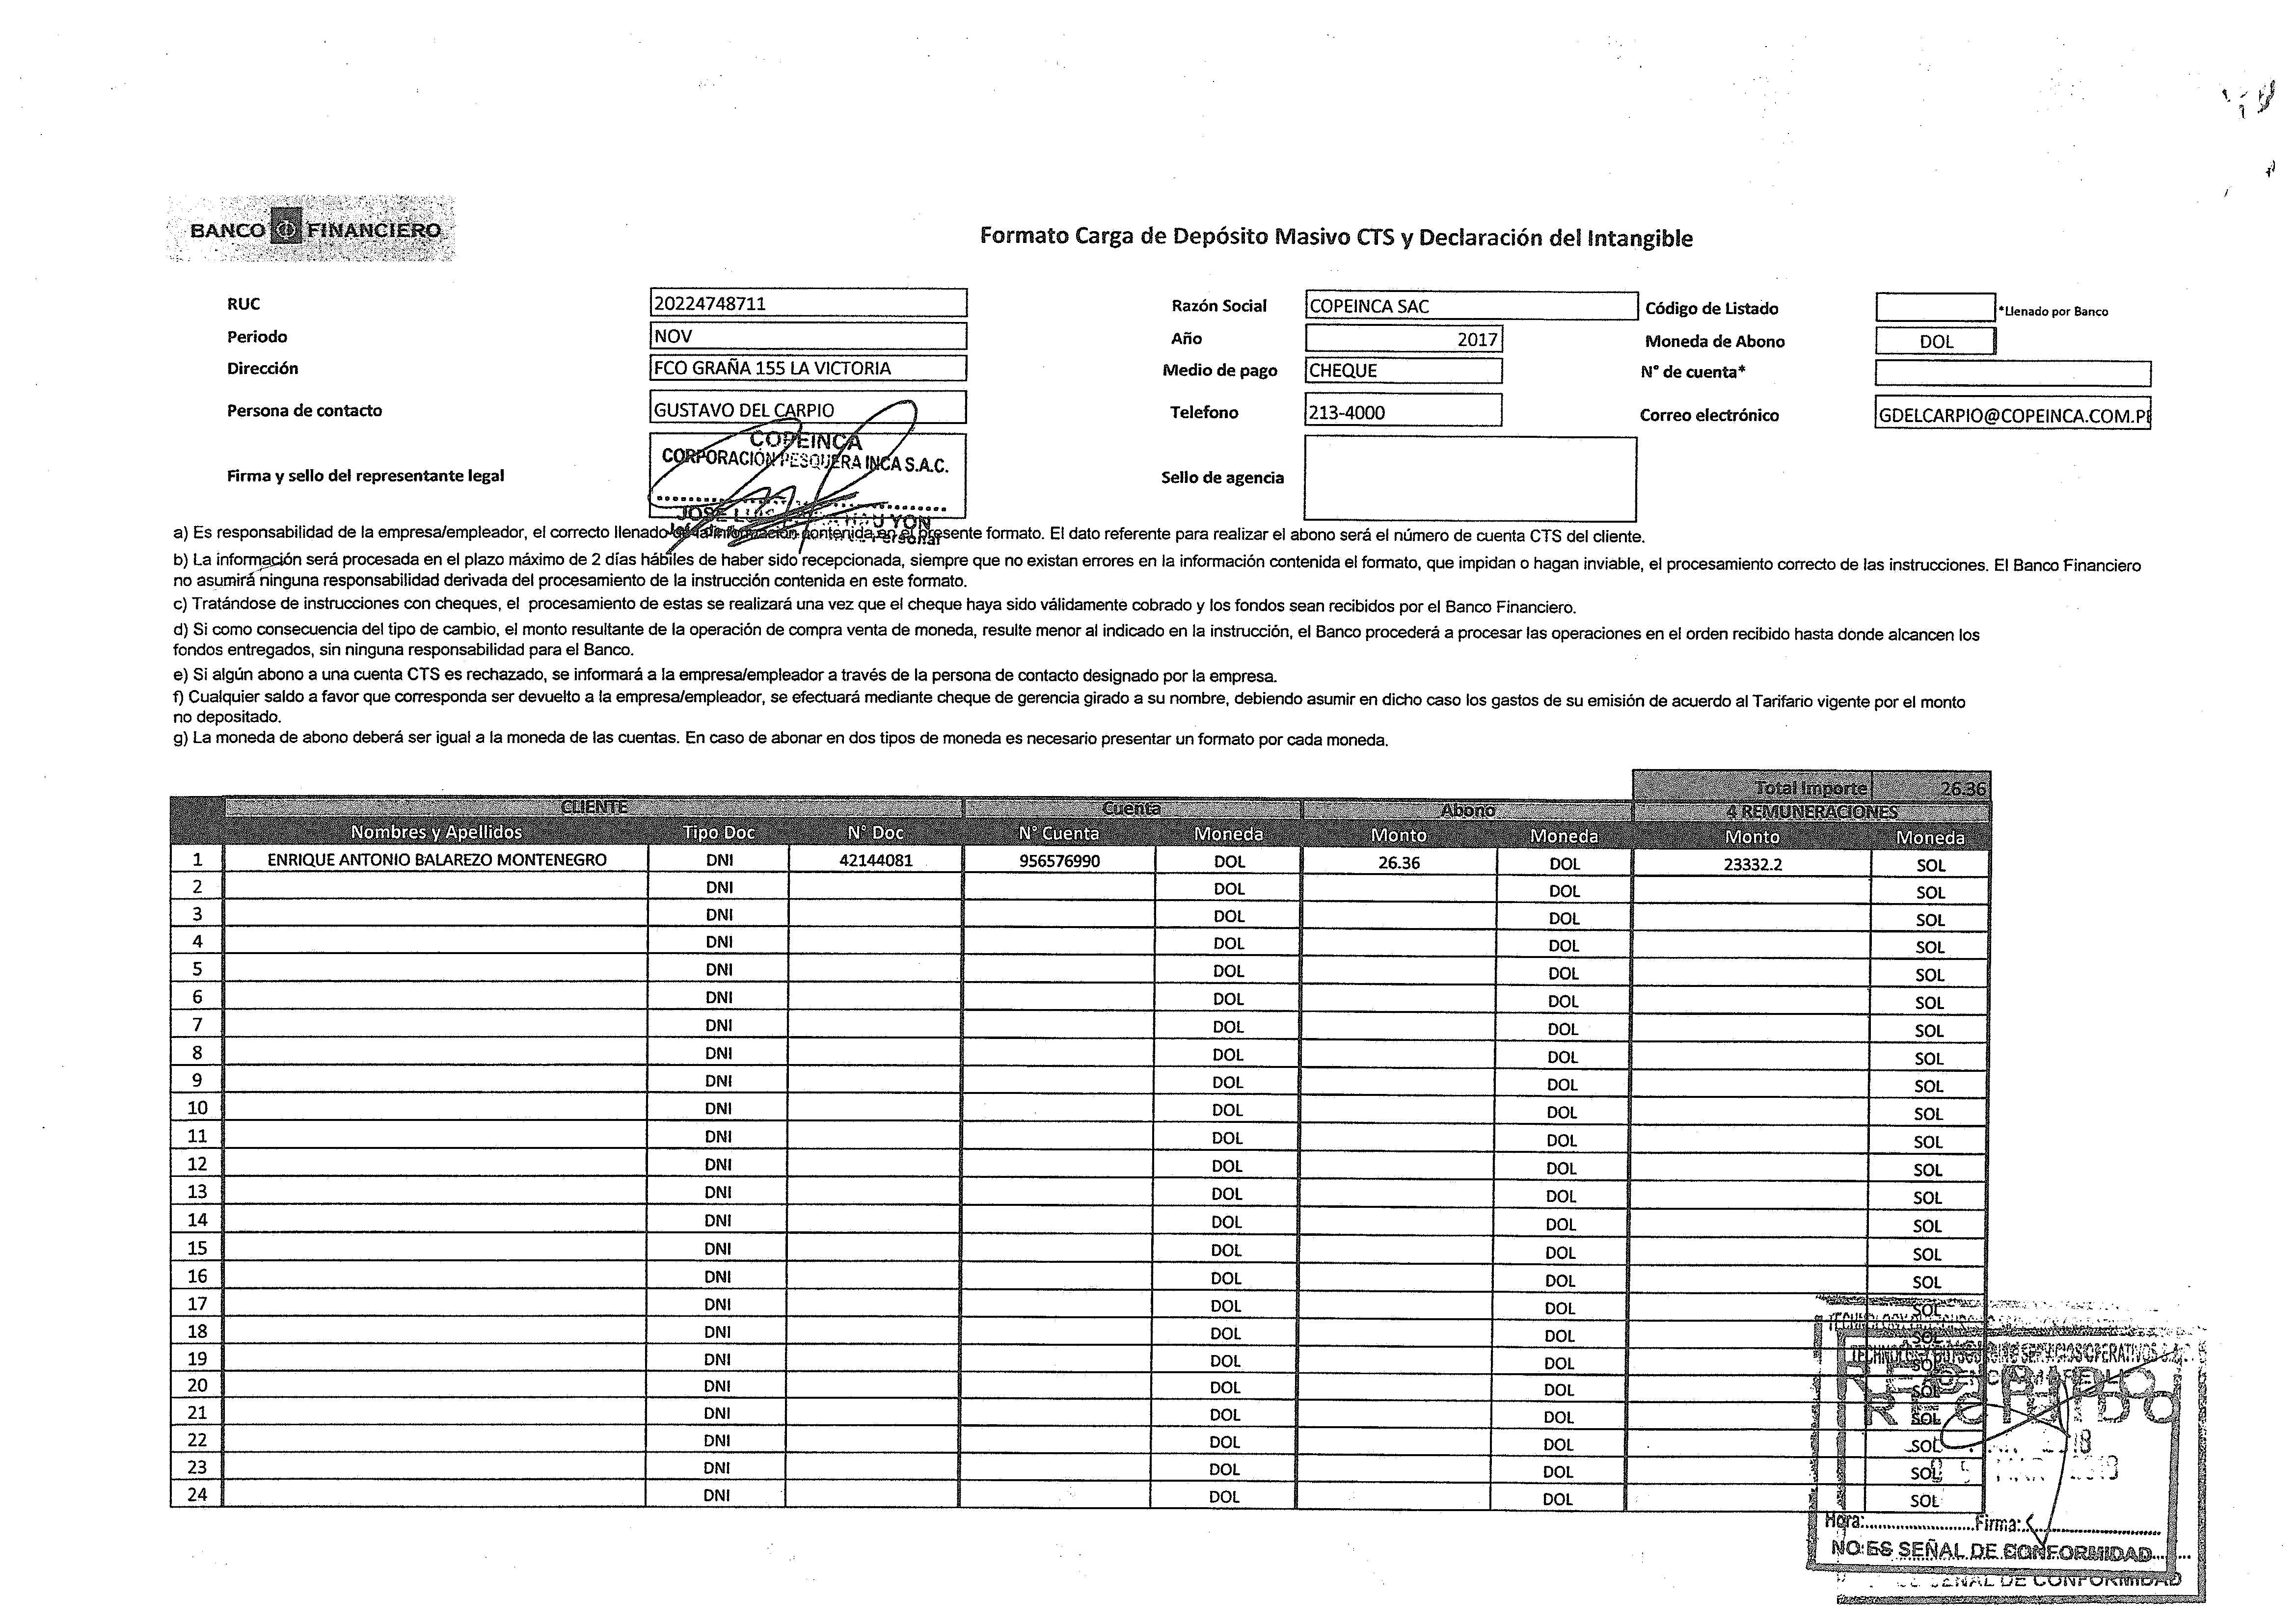 BANCO FINANCIERO
Formato Carga de Depósito Masivo CTS y Declaración del Intangible
RUC 20224748711 Razón Social COPEINCA SAC Código de Listado *Llenado por Banco
Periodo NOV Año 2017 Moneda de Abono DOL
Dirección FCO GRAÑA 155 LA VICTORIA Medio de pago CHEQUE N° de cuenta*
Persona de contacto GUSTAVO DEL CARPIO Telefono 213-4000 Correo electrónico GDELCARPIO@COPEINCA.COM.PE
COPEINCA
CORPORACIÓN PESQUERA INCA S.A.C.
Firma y sello del representante legal Sello de agencia
JOSE LUIS YON
Personal
a) Es responsabilidad de la empresa/empleador, el correcto llenado de la información contenida en el presente formato. El dato referente para realizar el abono será el número de cuenta CTS del cliente.
b) La información será procesada en el plazo máximo de 2 días hábiles de haber sido recepcionada, siempre que no existan errores en la información contenida el formato, que impidan o hagan inviable, el procesamiento correcto de las instrucciones. El Banco Financiero
no asumirá ninguna responsabilidad derivada del procesamiento de la instrucción contenida en este formato.
c) Tratándose de instrucciones con cheques, el procesamiento de estas se realizará una vez que el cheque haya sido válidamente cobrado y los fondos sean recibidos por el Banco Financiero.
d) Si como consecuencia del tipo de cambio, el monto resultante de la operación de compra venta de moneda, resulte menor al indicado en la instrucción, el Banco procederá a procesar las operaciones en el orden recibido hasta donde alcancen los
fondos entregados, sin ninguna responsabilidad para el Banco.
e) Si algún abono a una cuenta CTS es rechazado, se informará a la empresa/empleador a través de la persona de contacto designado por la empresa.
f) Cualquier saldo a favor que corresponda ser devuelto a la empresa/empleador, se efectuará mediante cheque de gerencia girado a su nombre, debiendo asumir en dicho caso los gastos de su emisión de acuerdo al Tarifario vigente por el monto
no depositado.
g) La moneda de abono deberá ser igual a la moneda de las cuentas. En caso de abonar en dos tipos de moneda es necesario presentar un formato por cada moneda.
Total Importe 26.36
CLIENTE Cuenta Abono 4 REMUNERACIONES
Nombres y Apellidos Tipo Doc N° Doc N° Cuenta Moneda Monto Moneda Monto Moneda
1 ENRIQUE ANTONIO BALAREZO MONTENEGRO DNI 42144081 956576990 DOL 26.36 DOL 23332.2 SOL
2 DNI DOL DOL SOL
3 DNI DOL DOL SOL
4 DNI DOL DOL SOL
5 DNI DOL DOL SOL
6 DNI DOL DOL SOL
7 DNI DOL DOL SOL
8 DNI DOL DOL SOL
9 DNI DOL DOL SOL
10 DNI DOL DOL SOL
11 DNI DOL DOL SOL
12 DNI DOL DOL SOL
13 DNI DOL DOL SOL
14 DNI DOL DOL SOL
15 DNI DOL DOL SOL
16 DNI DOL DOL SOL
17 DNI DOL DOL SOL
18 DNI DOL DOL SOL
19 DNI DOL DOL SOL
20 DNI DOL DOL SOL
21 DNI DOL DOL SOL
22 DNI DOL DOL SOL
23 DNI DOL DOL SOL
24 DNI DOL DOL SOL
RECIBIDO
Hora: Firma:
NO ES SEÑAL DE CONFORMIDAD
SEÑAL DE CONFORMIDAD